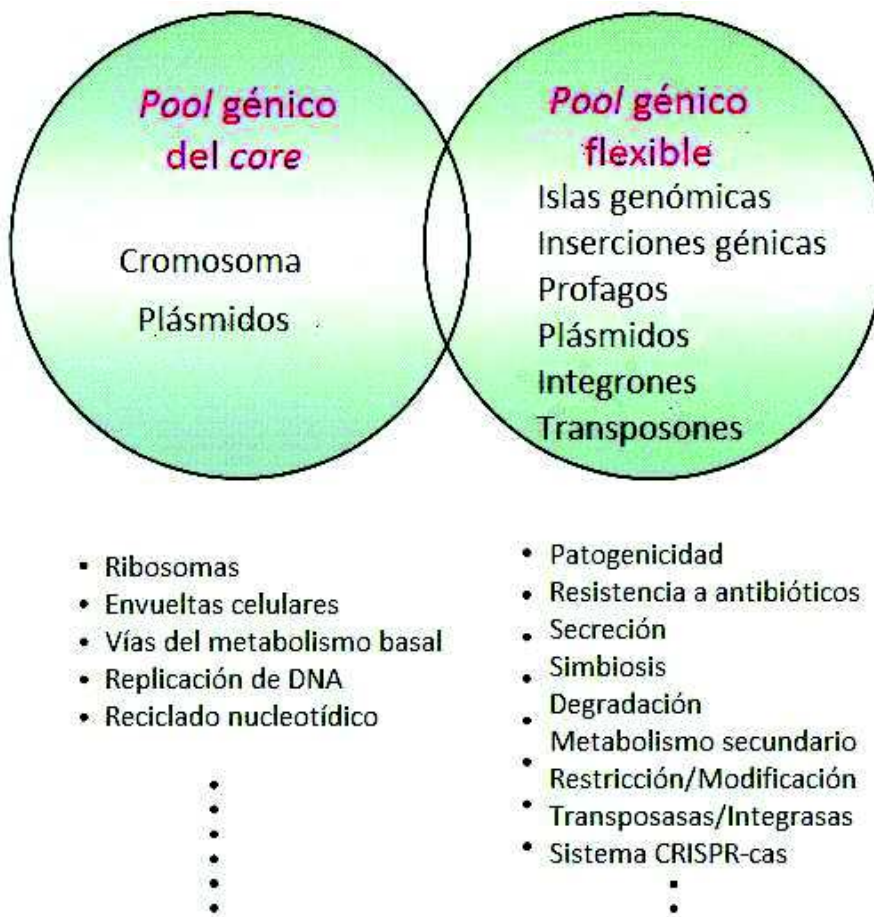 Pool génico
del core
Cromosoma
Plásmidos
Pool génico
flexible
Islas genómicas
Inserciones génicas
Profagos
Plásmidos
Integrones
Transposones
• Ribosomas
• Envueltas celulares
• Vías del metabolismo basal
• Replicación de DNA
• Reciclado nucleotídico
• Patogenicidad
• Resistencia a antibióticos
• Secreción
• Simbiosis
• Degradación
• Metabolismo secundario
• Restricción/Modificación
• Transposasas/Integrasas
• Sistema CRISPR-cas